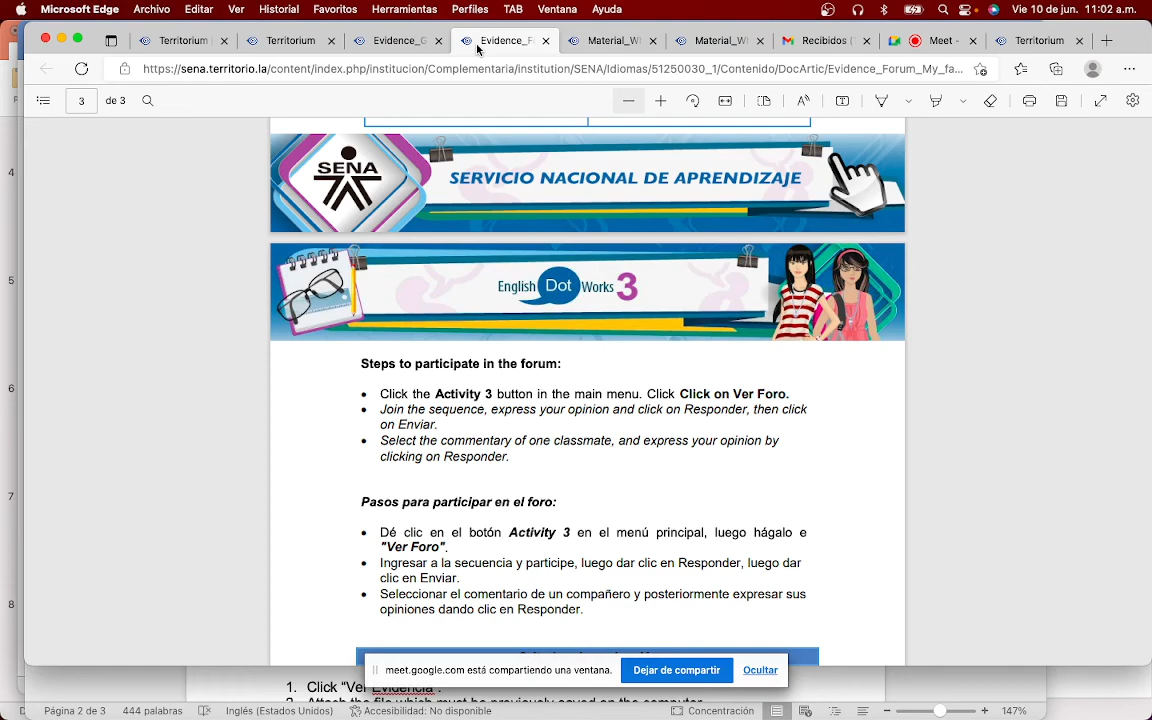 Microsoft Edge Archivo Editar Ver Historial Favoritos Herramientas Perfiles TAB Ventana Ayuda Vie 10 de jun. 11:02 a.m.
Territorium Territorium Evidence_G Evidence_F Material_W Material_W Recibidos ( Meet - Territorium
https://sena.territorio.la/content/index.php/institucion/Complementaria/institution/SENA/Idiomas/51250030_1/Contenido/DocArtic/Evidence_Forum_My_fa...
3 de 3
SENA
SERVICIO NACIONAL DE APRENDIZAJE
English Dot Works 3
Steps to participate in the forum:
• Click the Activity 3 button in the main menu. Click Click on Ver Foro.
• Join the sequence, express your opinion and click on Responder, then click
on Enviar.
• Select the commentary of one classmate, and express your opinion by
clicking on Responder.
Pasos para participar en el foro:
• Dé clic en el botón Activity 3 en el menú principal, luego hágalo e
"Ver Foro".
• Ingresar a la secuencia y participe, luego dar clic en Responder, luego dar
clic en Enviar.
• Seleccionar el comentario de un compañero y posteriormente expresar sus
opiniones dando clic en Responder.
meet.google.com está compartiendo una ventana. Dejar de compartir Ocultar
4
5
6
7
8
1. Click "Ver Evidencia".
Página 2 de 3 444 palabras Inglés (Estados Unidos) Accesibilidad: No disponible Concentración 147%